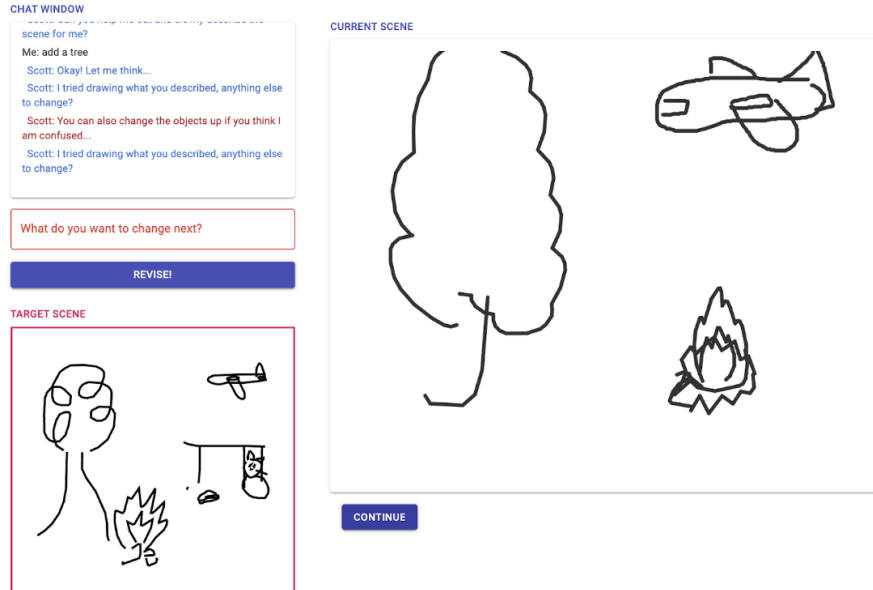 CHAT WINDOW
scene for me?
Me: add a tree
Scott: Okay! Let me think...
Scott: I tried drawing what you described, anything else
to change?
Scott: You can also change the objects up if you think I
am confused...
Scott: I tried drawing what you described, anything else
to change?
What do you want to change next?
REVISE!
TARGET SCENE
CURRENT SCENE
CONTINUE